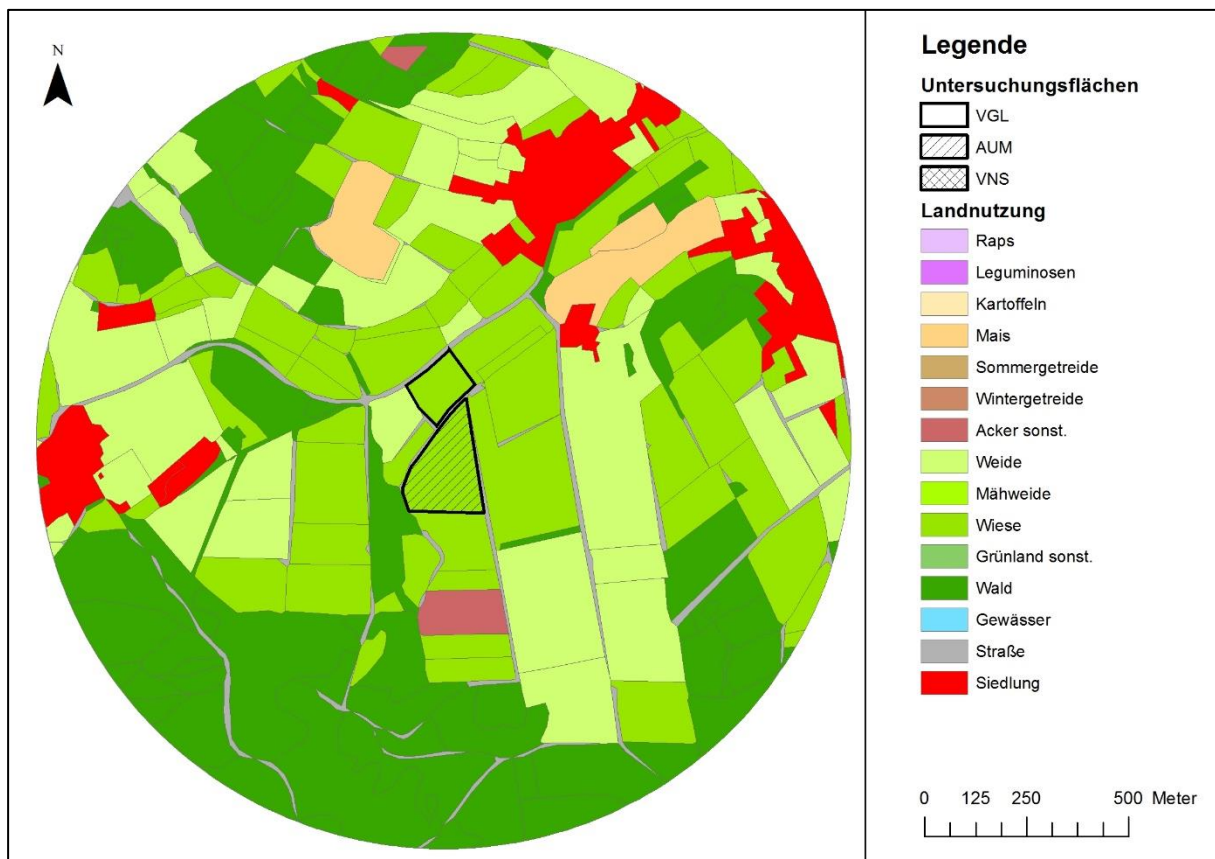 N
Legende
Untersuchungsflächen
VGL
AUM
VNS
Landnutzung
Raps
Leguminosen
Kartoffeln
Mais
Sommergetreide
Wintergetreide
Acker sonst.
Weide
Mähweide
Wiese
Grünland sonst.
Wald
Gewässer
Straße
Siedlung
0 125 250 500 Meter